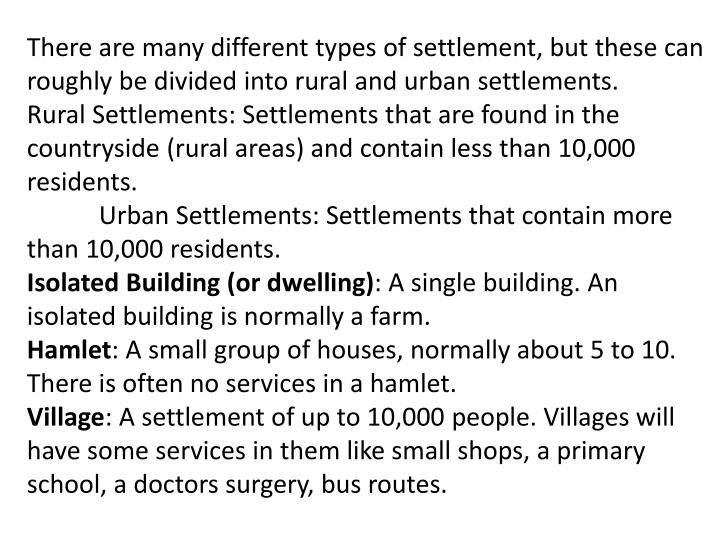 There are many different types of settlement, but these can
roughly be divided into rural and urban settlements.
Rural Settlements: Settlements that are found in the
countryside (rural areas) and contain less than 10,000
residents.
Urban Settlements: Settlements that contain more
than 10,000 residents.
Isolated Building (or dwelling): A single building. An
isolated building is normally a farm.
Hamlet: A small group of houses, normally about 5 to 10.
There is often no services in a hamlet.
Village: A settlement of up to 10,000 people. Villages will
have some services in them like small shops, a primary
school, a doctors surgery, bus routes.